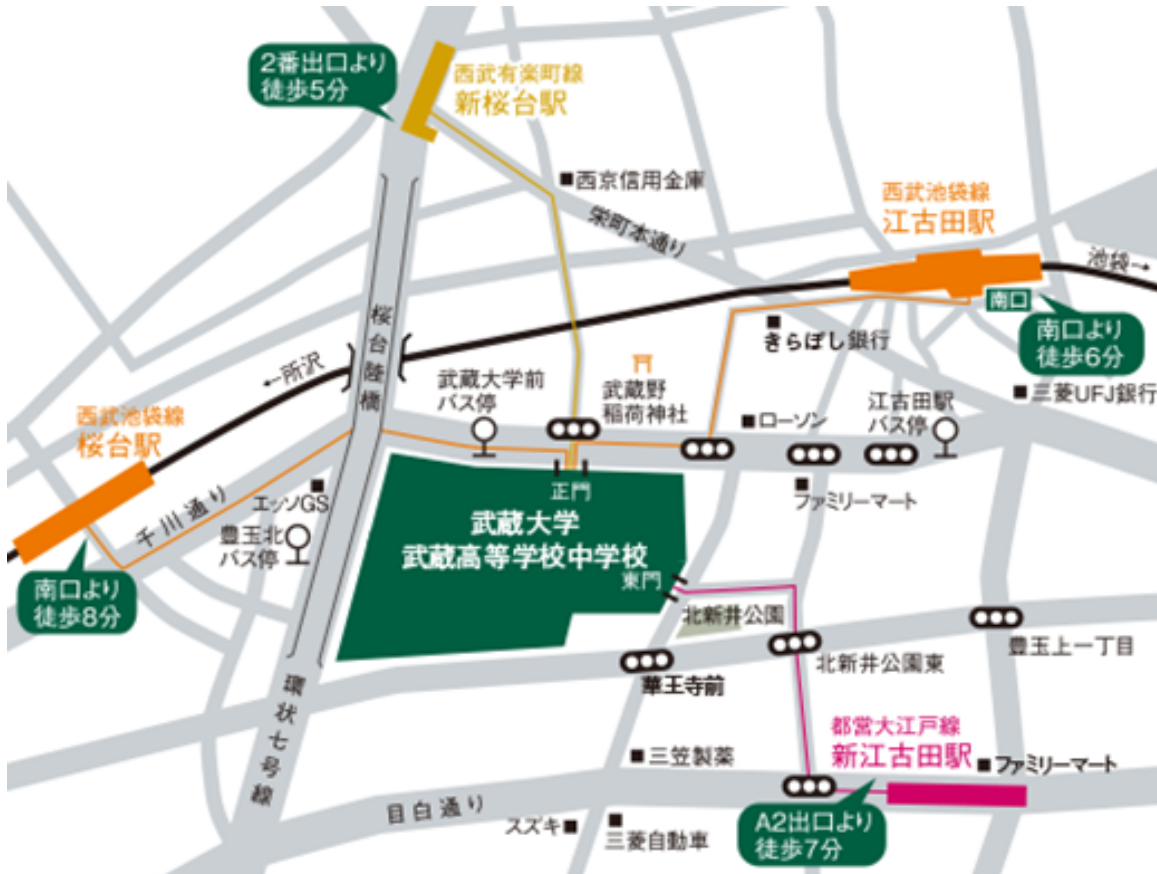 2番出口より
徒歩5分
西武有楽町線
新桜台駅
■西京信用金庫
栄町本通り
西武池袋線
江古田駅
池袋→
南口
南口より
徒歩6分
■三菱UFJ銀行
きらぼし銀行
桜台陸橋
←所沢
武蔵大学前
バス停
武蔵野
稲荷神社
■ローソン
江古田駅
バス停
ファミリーマート
西武池袋線
桜台駅
千川通り
エッソGS
豊玉北
バス停
南口より
徒歩8分
正門
武蔵大学
武蔵高等学校中学校
東門
北新井公園
北新井公園東
豊玉上一丁目
華王寺前
環状七号線
都営大江戸線
新江古田駅
■ファミリーマート
■三笠製薬
目白通り
スズキ■
三菱自動車
A2出口より
徒歩7分